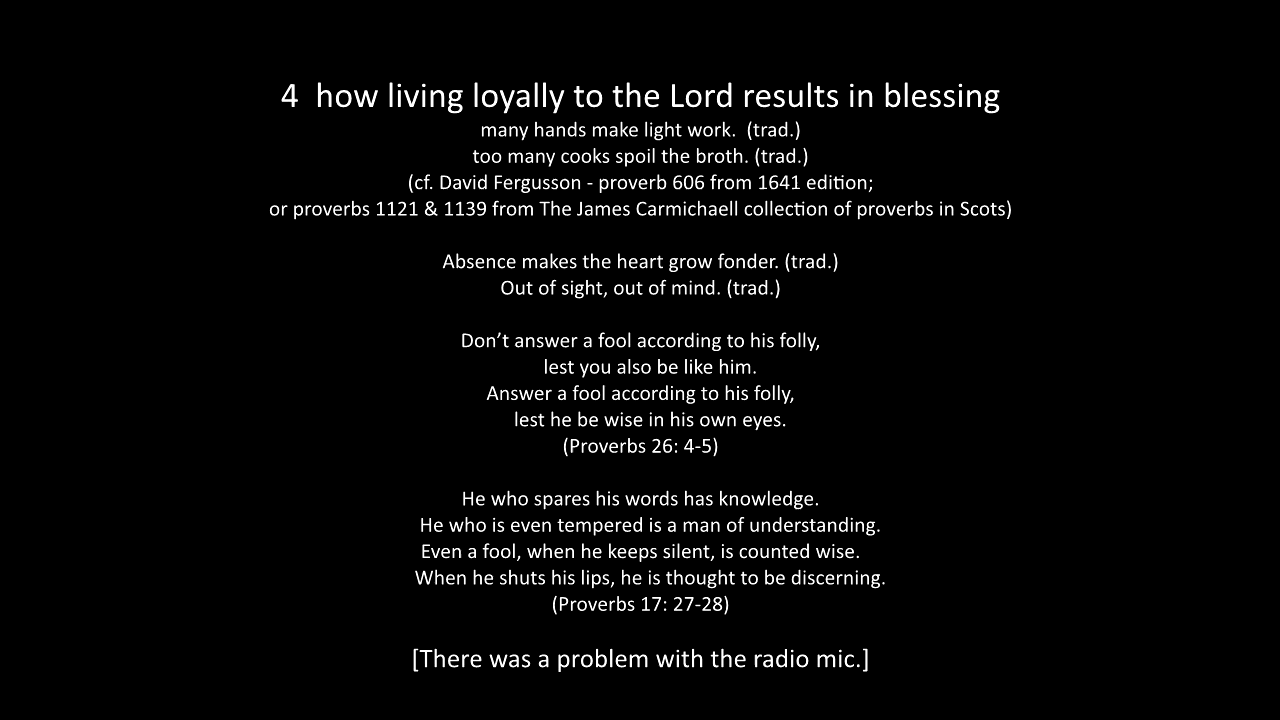 4  how living loyally to the Lord results in blessing
many hands make light work.  (trad.)
too many cooks spoil the broth. (trad.)
(cf. David Fergusson - proverb 606 from 1641 edition;
or proverbs 1121 & 1139 from The James Carmichaell collection of proverbs in Scots)
Absence makes the heart grow fonder. (trad.)
Out of sight, out of mind. (trad.)
Don’t answer a fool according to his folly,
lest you also be like him.
Answer a fool according to his folly,
lest he be wise in his own eyes.
(Proverbs 26: 4-5)
He who spares his words has knowledge.
He who is even tempered is a man of understanding.
Even a fool, when he keeps silent, is counted wise.
When he shuts his lips, he is thought to be discerning.
(Proverbs 17: 27-28)
[There was a problem with the radio mic.]